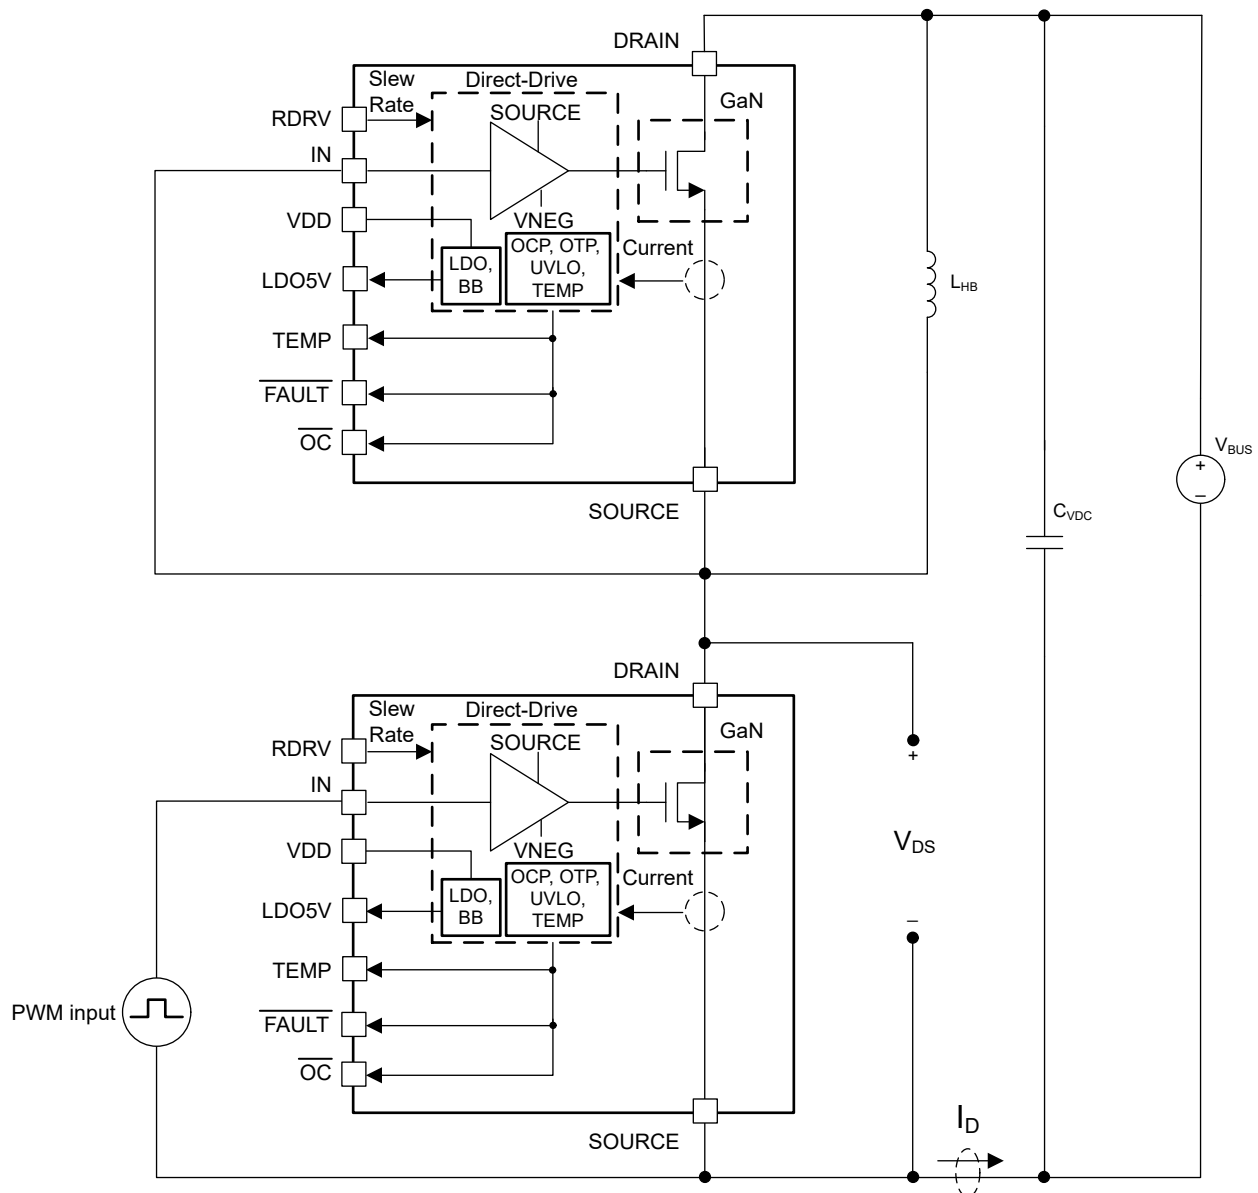 DRAIN
Slew
Rate
Direct-Drive
GaN
RDRV
SOURCE
IN
VDD
VNEG
LDO,
BB
OCP, OTP,
UVLO,
TEMP
Current
LDO5V
TEMP
FAULT
OC
SOURCE
LHB
CVDC
VBUS
+
–
DRAIN
Slew
Rate
Direct-Drive
GaN
RDRV
SOURCE
IN
VDD
VNEG
LDO,
BB
OCP, OTP,
UVLO,
TEMP
Current
LDO5V
TEMP
FAULT
OC
SOURCE
PWM input
+
VDS
–
ID